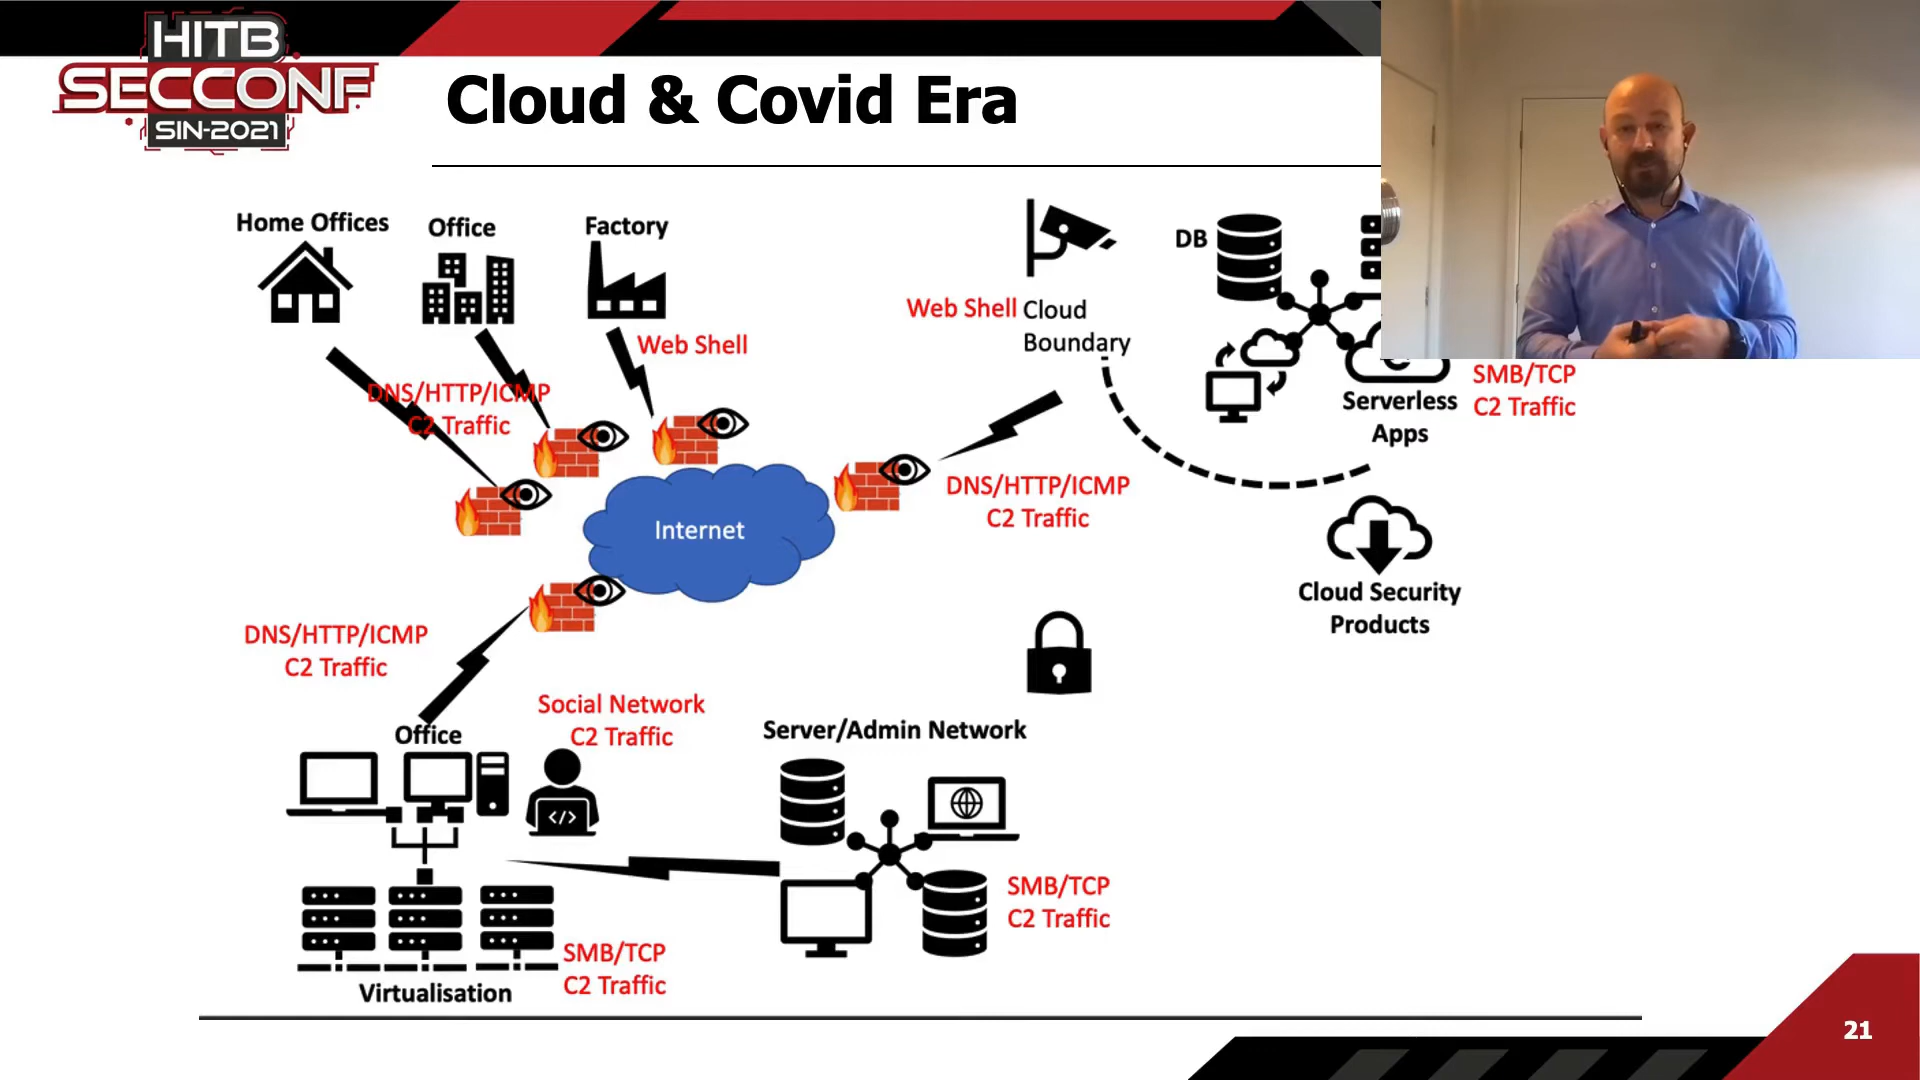 HITB
SECCONF
SIN-2021
Cloud & Covid Era
Home Offices
Office
Factory
DB
Web Shell
Cloud
Boundary
Web Shell
DNS/HTTP/ICMP
C2 Traffic
SMB/TCP
C2 Traffic
Serverless
Apps
DNS/HTTP/ICMP
C2 Traffic
Internet
Cloud Security
Products
DNS/HTTP/ICMP
C2 Traffic
Social Network
C2 Traffic
Office
Server/Admin Network
</>
SMB/TCP
C2 Traffic
SMB/TCP
C2 Traffic
Virtualisation
21